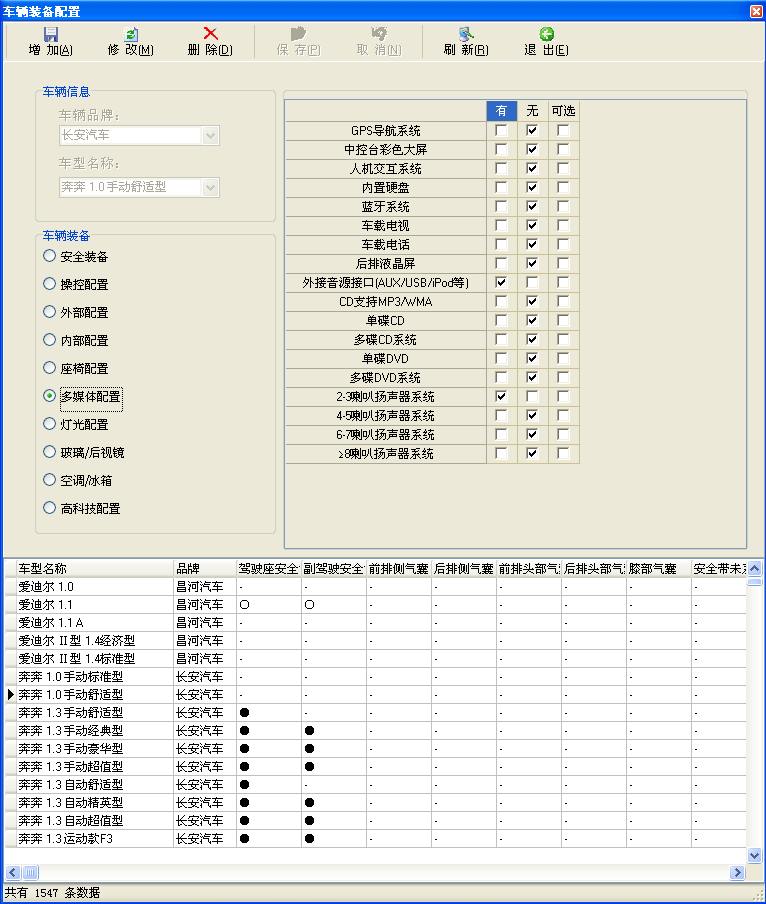 车辆装备配置
增 加(A) 修 改(M) 删 除(D) 保 存(P) 取 消(N) 刷 新(R) 退 出(E)
车辆信息
车辆品牌：
长安汽车
车型名称：
奔奔 1.0手动舒适型
车辆装备
安全装备
操控配置
外部配置
内部配置
座椅配置
多媒体配置
灯光配置
玻璃/后视镜
空调/冰箱
高科技配置
有 无 可选
GPS导航系统
中控台彩色大屏
人机交互系统
内置硬盘
蓝牙系统
车载电视
车载电话
后排液晶屏
外接音源接口(AUX/USB/iPod等)
CD支持MP3/WMA
单碟CD
多碟CD系统
单碟DVD
多碟DVD系统
2-3喇叭扬声器系统
4-5喇叭扬声器系统
6-7喇叭扬声器系统
≥8喇叭扬声器系统
车型名称 品牌 驾驶座安全 副驾驶安全 前排侧气囊 后排侧气囊 前排头部气 后排头部气 膝部气囊 安全带未
爱迪尔 1.0 昌河汽车 - - - - - - - -
爱迪尔 1.1 昌河汽车 ○ ○ - - - - - -
爱迪尔 1.1 A 昌河汽车 - - - - - - - -
爱迪尔 II型 1.4经济型 昌河汽车 - - - - - - - -
爱迪尔 II型 1.4标准型 昌河汽车 - - - - - - - -
奔奔 1.0手动标准型 长安汽车 - - - - - - - -
奔奔 1.0手动舒适型 长安汽车 - - - - - - - -
奔奔 1.3手动舒适型 长安汽车 ● - - - - - - -
奔奔 1.3手动经典型 长安汽车 ● ● - - - - - -
奔奔 1.3手动豪华型 长安汽车 ● ● - - - - - -
奔奔 1.3手动超值型 长安汽车 ● ● - - - - - -
奔奔 1.3自动舒适型 长安汽车 ● - - - - - - -
奔奔 1.3自动精英型 长安汽车 ● ● - - - - - -
奔奔 1.3自动超值型 长安汽车 ● ● - - - - - -
奔奔 1.3运动款F3 长安汽车 ● ● - - - - - -
共有 1547 条数据